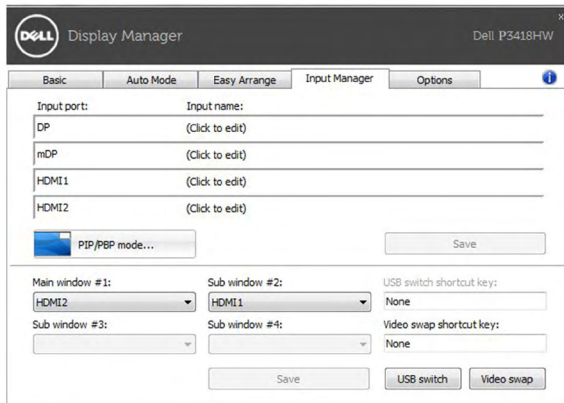 DELL Display Manager Dell P3418HW
Basic Auto Mode Easy Arrange Input Manager Options
Input port: Input name:
DP (Click to edit)
mDP (Click to edit)
HDMI1 (Click to edit)
HDMI2 (Click to edit)
PIP/PBP mode... Save
Main window #1: Sub window #2: USB switch shortcut key:
HDMI2 HDMI1 None
Sub window #3: Sub window #4: Video swap shortcut key:
None
Save USB switch Video swap